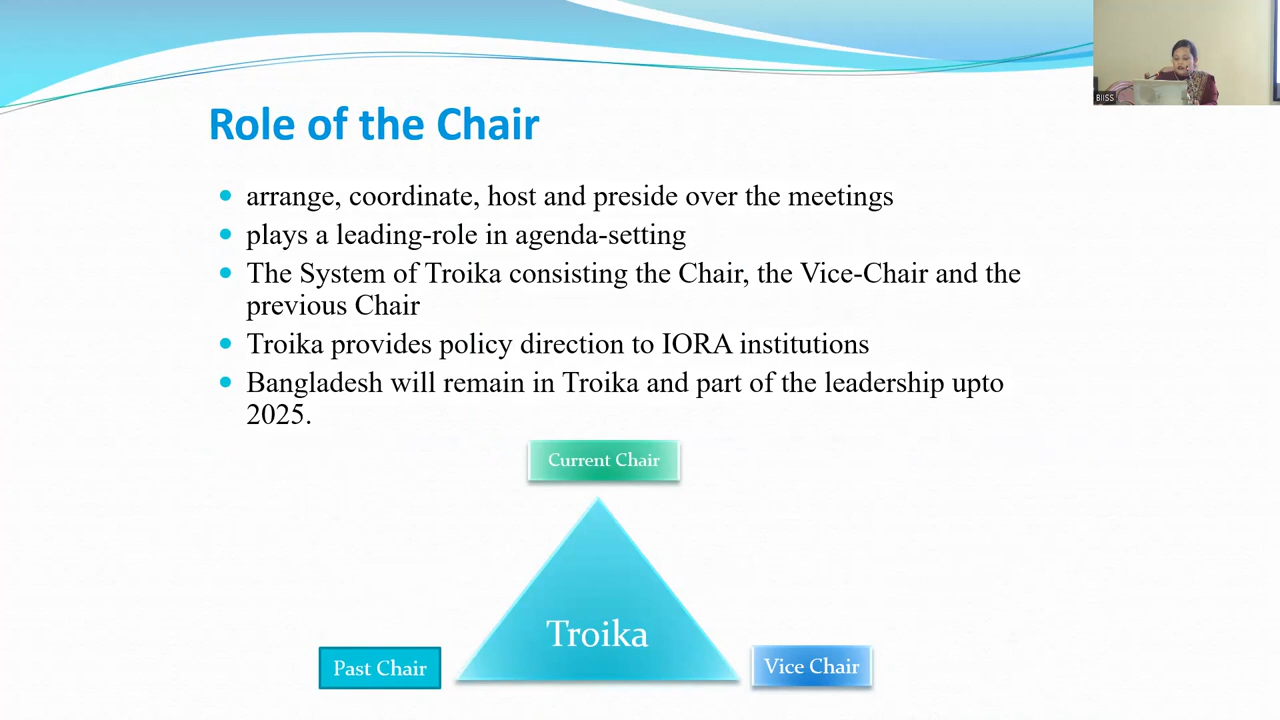 BIISS
Role of the Chair
arrange, coordinate, host and preside over the meetings
plays a leading-role in agenda-setting
The System of Troika consisting the Chair, the Vice-Chair and the
previous Chair
Troika provides policy direction to IORA institutions
Bangladesh will remain in Troika and part of the leadership upto
2025.
Current Chair
Troika
Past Chair
Vice Chair